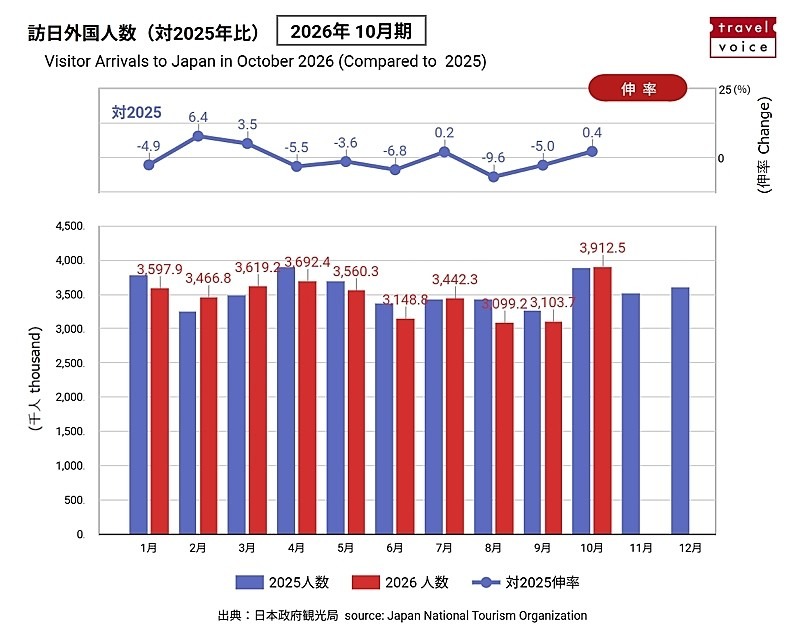 訪日外国人数（対2025年比） 2026年 10月期
travel voice
Visitor Arrivals to Japan in October 2026 (Compared to 2025)
伸 率
25 (%)
対2025
-4.9 6.4 3.5 -5.5 -3.6 -6.8 0.2 -9.6 -5.0 0.4
0
(伸率 Change)
4,500.
4,000.
3,500.
3,000.
2,500.
2,000.
1,500.
1,000.
500.
0.
(千人 thousand)
3,597.9 3,466.8 3,619.2 3,692.4 3,560.3 3,148.8 3,442.3 3,099.2 3,103.7 3,912.5
1月 2月 3月 4月 5月 6月 7月 8月 9月 10月 11月 12月
2025人数 2026 人数 対2025伸率
出典：日本政府観光局 source: Japan National Tourism Organization